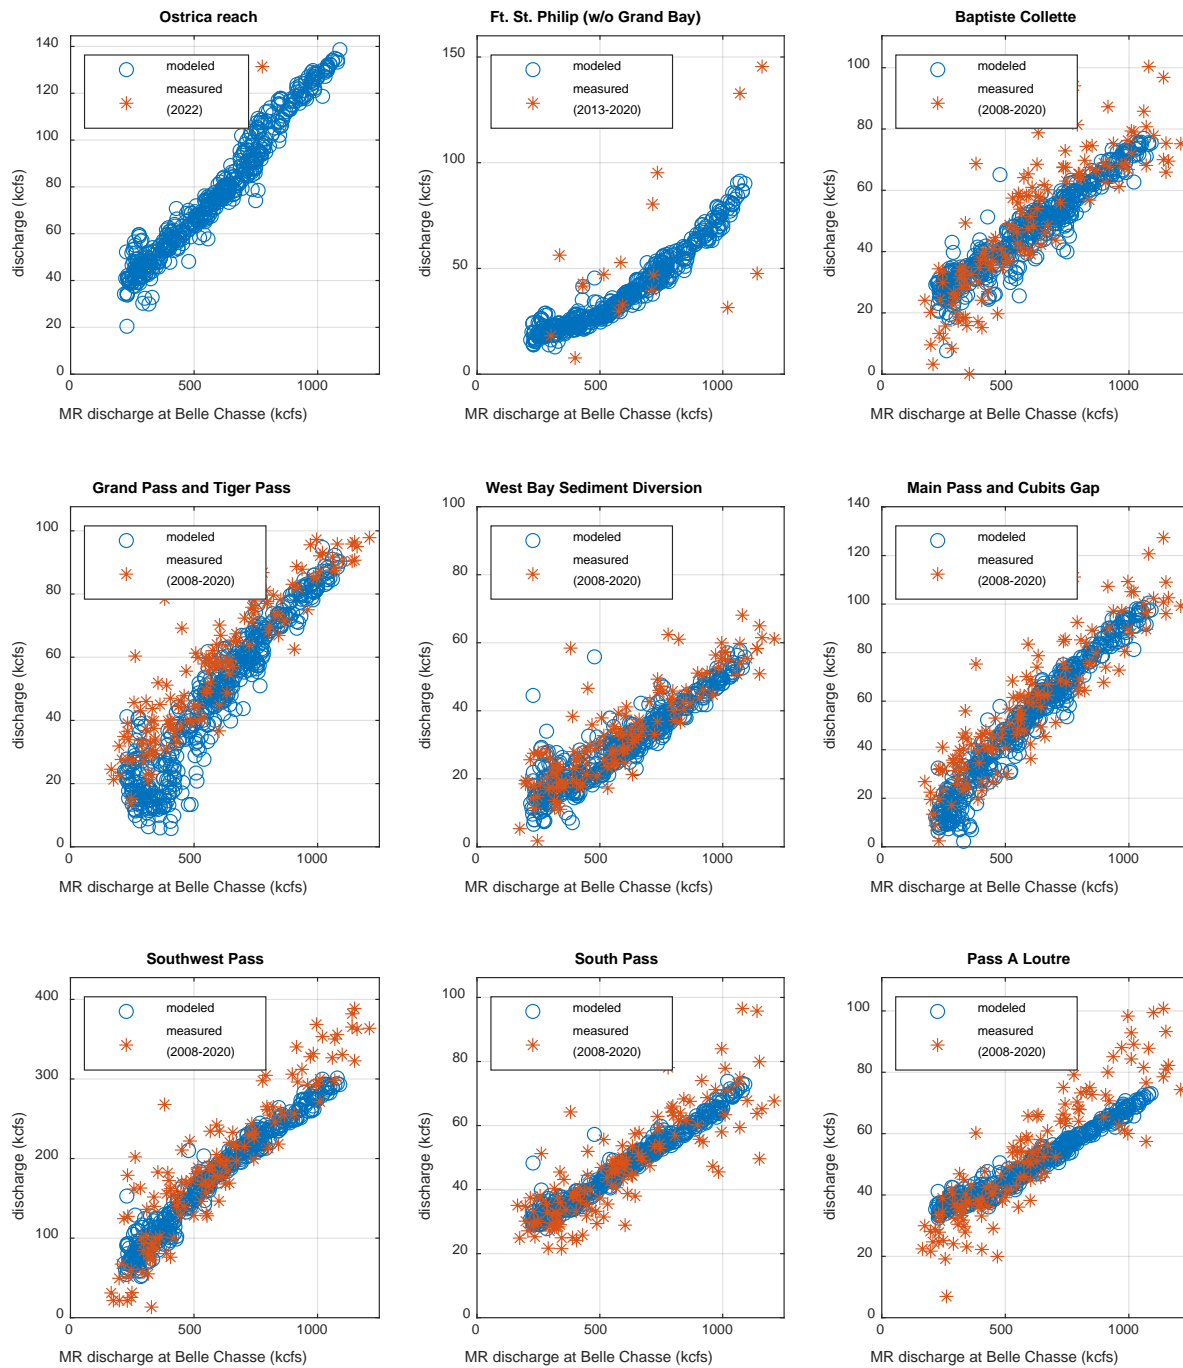 Ostrica reach
Ft. St. Philip (w/o Grand Bay)
Baptiste Collette
discharge (kcfs)
140
120
100
80
60
40
20
0
modeled
measured
(2022)
0
500
1000
MR discharge at Belle Chasse (kcfs)
discharge (kcfs)
150
100
50
0
modeled
measured
(2013-2020)
0
500
1000
MR discharge at Belle Chasse (kcfs)
discharge (kcfs)
100
80
60
40
20
0
modeled
measured
(2008-2020)
0
500
1000
MR discharge at Belle Chasse (kcfs)
Grand Pass and Tiger Pass
West Bay Sediment Diversion
Main Pass and Cubits Gap
discharge (kcfs)
100
80
60
40
20
0
modeled
measured
(2008-2020)
0
500
1000
MR discharge at Belle Chasse (kcfs)
discharge (kcfs)
100
80
60
40
20
0
modeled
measured
(2008-2020)
0
500
1000
MR discharge at Belle Chasse (kcfs)
discharge (kcfs)
140
120
100
80
60
40
20
0
modeled
measured
(2008-2020)
0
500
1000
MR discharge at Belle Chasse (kcfs)
Southwest Pass
South Pass
Pass A Loutre
discharge (kcfs)
400
300
200
100
0
modeled
measured
(2008-2020)
0
500
1000
MR discharge at Belle Chasse (kcfs)
discharge (kcfs)
100
80
60
40
20
0
modeled
measured
(2008-2020)
0
500
1000
MR discharge at Belle Chasse (kcfs)
discharge (kcfs)
100
80
60
40
20
0
modeled
measured
(2008-2020)
0
500
1000
MR discharge at Belle Chasse (kcfs)